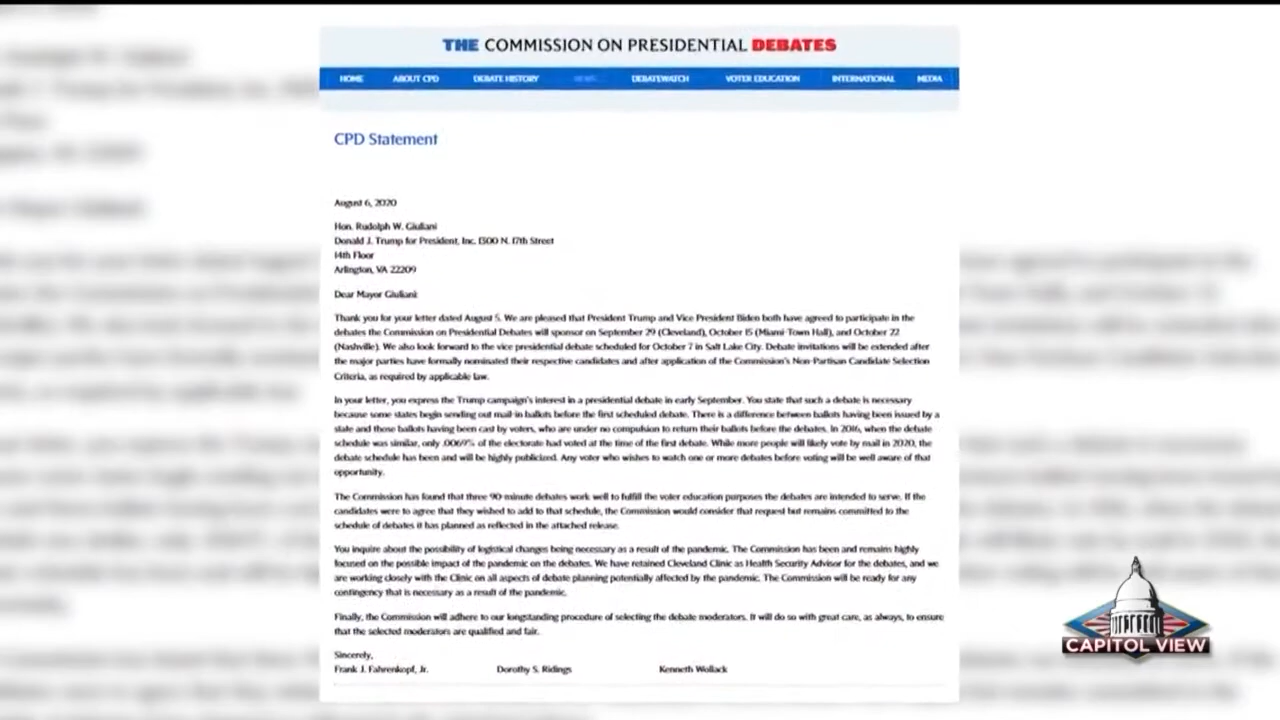 THE COMMISSION ON PRESIDENTIAL DEBATES
HOME ABOUT CPD DEBATE HISTORY NEWS DEBATEWATCH VOTER EDUCATION INTERNATIONAL MEDIA
CPD Statement
August 6, 2020
Hon. Rudolph W. Giuliani
Donald J. Trump for President, Inc. 1300 N. 17th Street
14th Floor
Arlington, VA 22209
Dear Mayor Giuliani:
Thank you for your letter dated August 5. We are pleased that President Trump and Vice President Biden both have agreed to participate in the
debates the Commission on Presidential Debates will sponsor on September 29 (Cleveland), October 15 (Miami-Town Hall), and October 22
(Nashville). We also look forward to the vice presidential debate scheduled for October 7 in Salt Lake City. Debate invitations will be extended after
the major parties have formally nominated their respective candidates and after application of the Commission's Non-Partisan Candidate Selection
Criteria, as required by applicable law.
In your letter, you express the Trump campaign's interest in a presidential debate in early September. You state that such a debate is necessary
because some states begin sending out mail-in ballots before the first scheduled debate. There is a difference between ballots having been issued by a
state and those ballots having been cast by voters, who are under no compulsion to return their ballots before the debates. In 2016, when the debate
schedule was similar, only .0069% of the electorate had voted at the time of the first debate. While more people will likely vote by mail in 2020, the
debate schedule has been and will be highly publicized. Any voter who wishes to watch one or more debates before voting will be well aware of that
opportunity.
The Commission has found that three 90-minute debates work well to fulfill the voter education purposes the debates are intended to serve. If the
candidates were to agree that they wished to add to that schedule, the Commission would consider that request but remains committed to the
schedule of debates it has planned as reflected in the attached release.
You inquire about the possibility of logistical changes being necessary as a result of the pandemic. The Commission has been and remains highly
focused on the possible impact of the pandemic on the debates. We have retained Cleveland Clinic as Health Security Advisor for the debates, and we
are working closely with the Clinic on all aspects of debate planning potentially affected by the pandemic. The Commission will be ready for any
contingency that is necessary as a result of the pandemic.
Finally, the Commission will adhere to our longstanding procedure of selecting the debate moderators. It will do so with great care, as always, to ensure
that the selected moderators are qualified and fair.
Sincerely,
Frank J. Fahrenkopf, Jr. Dorothy S. Ridings Kenneth Wollack
CAPITOL VIEW